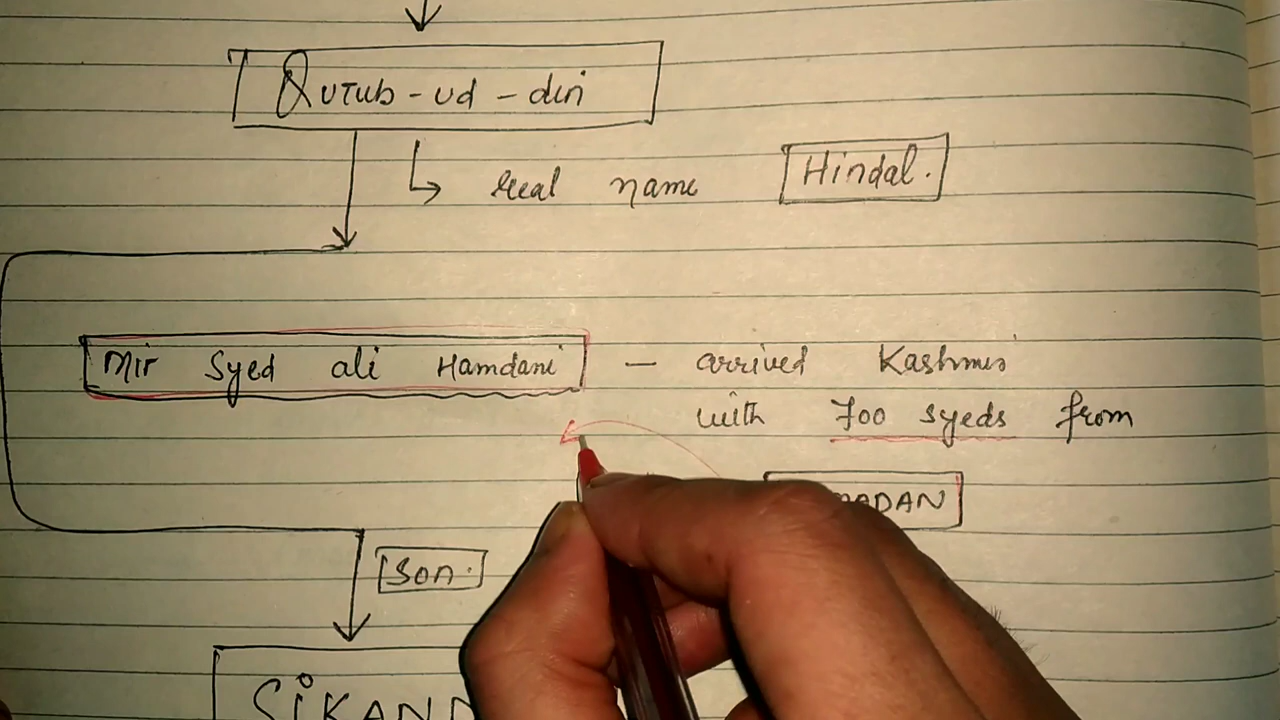 Qutub-ud-din
real name Hindal.
Mir Syed ali Hamdani - arrived Kashmir
with 700 syeds from
son.